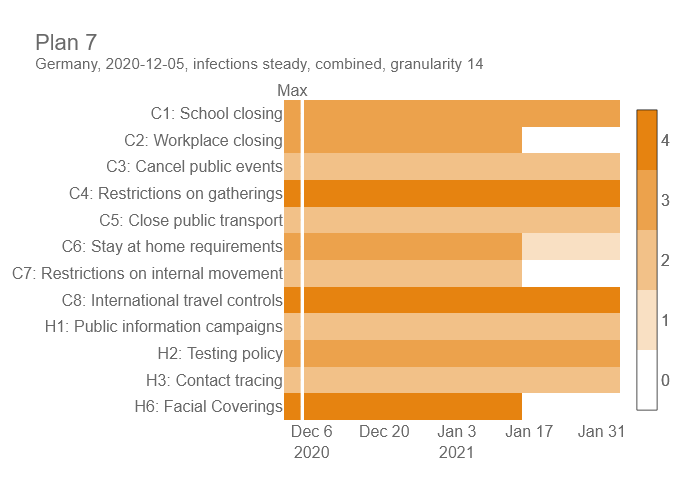 Plan 7
Germany, 2020-12-05, infections steady, combined, granularity 14
Max
C1: School closing
C2: Workplace closing
C3: Cancel public events
C4: Restrictions on gatherings
C5: Close public transport
C6: Stay at home requirements
C7: Restrictions on internal movement
C8: International travel controls
H1: Public information campaigns
H2: Testing policy
H3: Contact tracing
H6: Facial Coverings
4
3
2
1
0
Dec 6 Dec 20 Jan 3 Jan 17 Jan 31
2020 2021